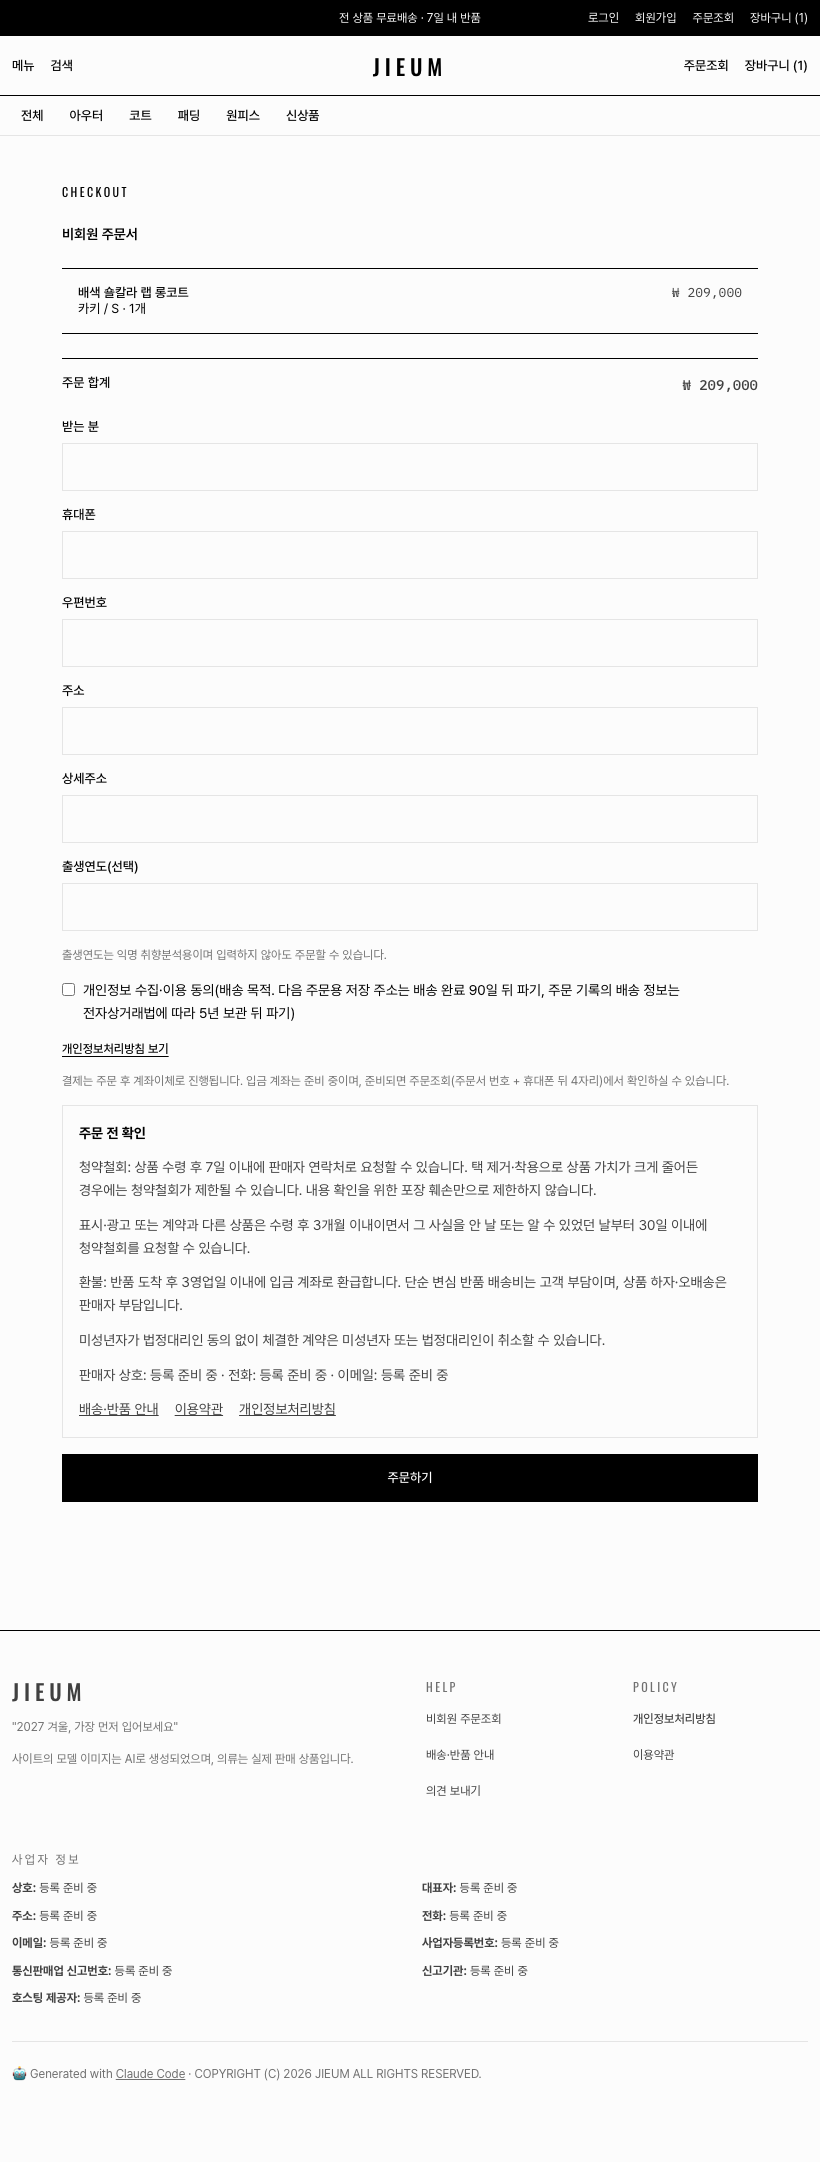 전 상품 무료배송 · 7일 내 반품
로그인 회원가입 주문조회 장바구니 (1)
메뉴 검색
JIEUM
주문조회 장바구니 (1)
전체 아우터 코트 패딩 원피스 신상품
CHECKOUT
비회원 주문서
배색 숄칼라 랩 롱코트 ₩ 209,000
카키 / S · 1개
주문 합계 ₩ 209,000
받는 분
휴대폰
우편번호
주소
상세주소
출생연도(선택)
출생연도는 익명 취향분석용이며 입력하지 않아도 주문할 수 있습니다.
개인정보 수집·이용 동의(배송 목적. 다음 주문용 저장 주소는 배송 완료 90일 뒤 파기, 주문 기록의 배송 정보는
전자상거래법에 따라 5년 보관 뒤 파기)
개인정보처리방침 보기
결제는 주문 후 계좌이체로 진행됩니다. 입금 계좌는 준비 중이며, 준비되면 주문조회(주문서 번호 + 휴대폰 뒤 4자리)에서 확인하실 수 있습니다.
주문 전 확인
청약철회: 상품 수령 후 7일 이내에 판매자 연락처로 요청할 수 있습니다. 택 제거·착용으로 상품 가치가 크게 줄어든
경우에는 청약철회가 제한될 수 있습니다. 내용 확인을 위한 포장 훼손만으로 제한하지 않습니다.
표시·광고 또는 계약과 다른 상품은 수령 후 3개월 이내이면서 그 사실을 안 날 또는 알 수 있었던 날부터 30일 이내에
청약철회를 요청할 수 있습니다.
환불: 반품 도착 후 3영업일 이내에 입금 계좌로 환급합니다. 단순 변심 반품 배송비는 고객 부담이며, 상품 하자·오배송은
판매자 부담입니다.
미성년자가 법정대리인 동의 없이 체결한 계약은 미성년자 또는 법정대리인이 취소할 수 있습니다.
판매자 상호: 등록 준비 중 · 전화: 등록 준비 중 · 이메일: 등록 준비 중
배송·반품 안내 이용약관 개인정보처리방침
주문하기
JIEUM
"2027 겨울, 가장 먼저 입어보세요"
사이트의 모델 이미지는 AI로 생성되었으며, 의류는 실제 판매 상품입니다.
HELP
비회원 주문조회
배송·반품 안내
의견 보내기
POLICY
개인정보처리방침
이용약관
사업자 정보
상호: 등록 준비 중 대표자: 등록 준비 중
주소: 등록 준비 중 전화: 등록 준비 중
이메일: 등록 준비 중 사업자등록번호: 등록 준비 중
통신판매업 신고번호: 등록 준비 중 신고기관: 등록 준비 중
호스팅 제공자: 등록 준비 중
🤖 Generated with Claude Code · COPYRIGHT (C) 2026 JIEUM ALL RIGHTS RESERVED.